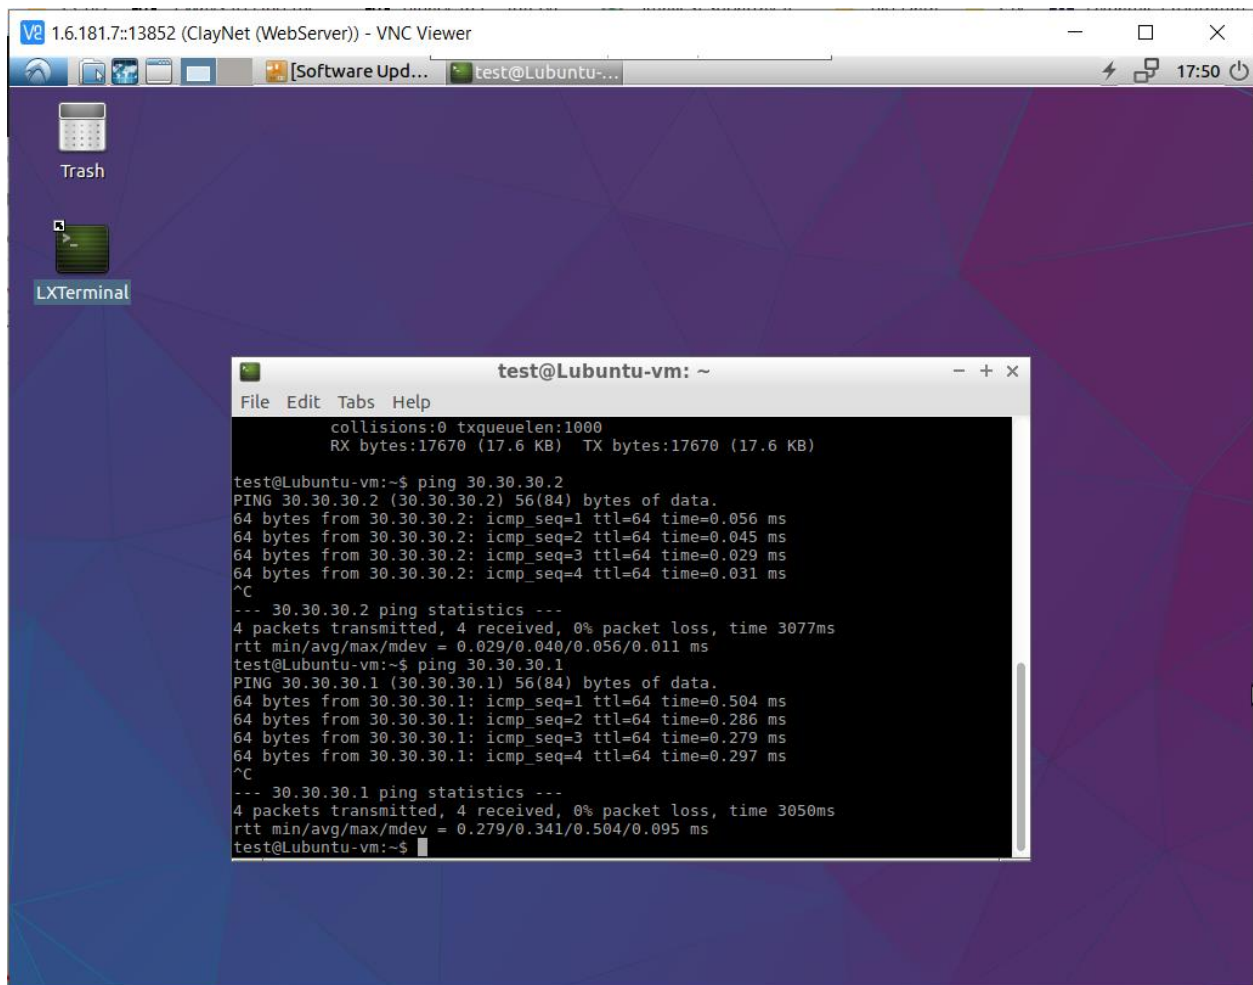 1.6.181.7::13852 (ClayNet (WebServer)) - VNC Viewer
[Software Upd... test@Lubuntu-... 17:50
Trash
LXTerminal
test@Lubuntu-vm: ~
File Edit Tabs Help
collisions:0 txqueuelen:1000
RX bytes:17670 (17.6 KB)  TX bytes:17670 (17.6 KB)
test@Lubuntu-vm:~$ ping 30.30.30.2
PING 30.30.30.2 (30.30.30.2) 56(84) bytes of data.
64 bytes from 30.30.30.2: icmp_seq=1 ttl=64 time=0.056 ms
64 bytes from 30.30.30.2: icmp_seq=2 ttl=64 time=0.045 ms
64 bytes from 30.30.30.2: icmp_seq=3 ttl=64 time=0.029 ms
64 bytes from 30.30.30.2: icmp_seq=4 ttl=64 time=0.031 ms
^C
--- 30.30.30.2 ping statistics ---
4 packets transmitted, 4 received, 0% packet loss, time 3077ms
rtt min/avg/max/mdev = 0.029/0.040/0.056/0.011 ms
test@Lubuntu-vm:~$ ping 30.30.30.1
PING 30.30.30.1 (30.30.30.1) 56(84) bytes of data.
64 bytes from 30.30.30.1: icmp_seq=1 ttl=64 time=0.504 ms
64 bytes from 30.30.30.1: icmp_seq=2 ttl=64 time=0.286 ms
64 bytes from 30.30.30.1: icmp_seq=3 ttl=64 time=0.279 ms
64 bytes from 30.30.30.1: icmp_seq=4 ttl=64 time=0.297 ms
^C
--- 30.30.30.1 ping statistics ---
4 packets transmitted, 4 received, 0% packet loss, time 3050ms
rtt min/avg/max/mdev = 0.279/0.341/0.504/0.095 ms
test@Lubuntu-vm:~$